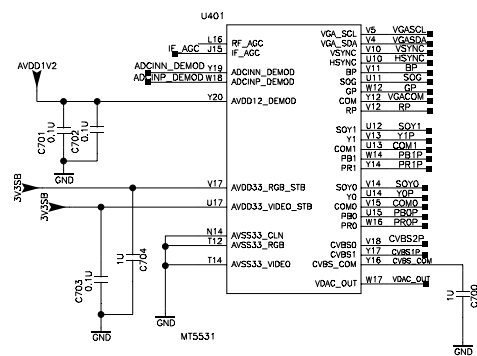 U401
L16 RF_AGC VGA_SCL V5 VGASCL
IF_AGC J15 IF_AGC VGA_SDA V4 VGASDA
VSYNC V10 VSYNC
HSYNC U10 HSYNC
ADCINN_DEMOD Y19 ADCINN_DEMOD BP V11 BP
ADCINP_DEMOD W18 ADCINP_DEMOD SOG U11 SOG
AVDD1V2 GP W12 GP
Y20 AVDD12_DEMOD COM Y12 VGACOM
RP V12 RP
C701 0.1U
C702 0.1U
GND
SOY1 U12 SOY1
Y1 V13 Y1P
COM1 U13 COM1
PB1 W14 PB1P
PR1 Y14 PR1P
3V3SB V17 AVDD33_RGB_STB SOY0 V14 SOY0
Y0 U14 Y0P
3V3SB U17 AVDD33_VIDEO_STB COM0 V15 COM0
PB0 U15 PB0P
PR0 W16 PR0P
N14 AVSS33_CLN
T12 AVSS33_RGB CVBS0 V18 CVBS2P
CVBS1 Y17 CVBS1P
T14 AVSS33_VIDEO CVBS_COM Y16 CVBS_COM
VDAC_OUT W17 VDAC_OUT
1U C704
C703 0.1U
1U C700
GND
GND
GND
MT5531